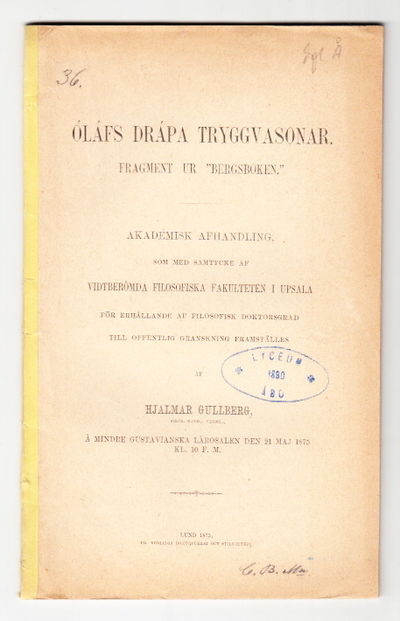 36.
ÓLÁFS DRÁPA TRYGGVASONAR.
FRAGMENT UR "BERGSBOKEN."
AKADEMISK AFHANDLING,
SOM MED SAMTYCKE AF
VIDTBERÖMDA FILOSOFISKA FAKULTETEN I UPSALA
FÖR ERHÅLLANDE AF FILOSOFISK DOKTORSGRAD
TILL OFFENTLIG GRANSKNING FRAMSTÄLLES
AF
LYCEUM
1890
ÅBO
HJALMAR GULLBERG,
Å MINDRE GUSTAVIANSKA LÄROSALEN DEN 21 MAJ 1875
KL. 10 F. M.
LUND 1875,
C. B.